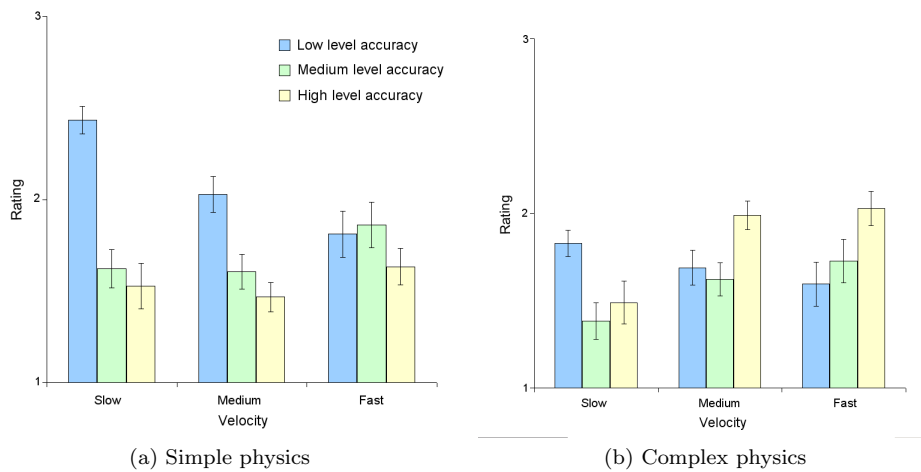 3
Low level accuracy
Medium level accuracy
High level accuracy
Rating
2
1
Slow
Medium
Fast
Velocity
(a) Simple physics
3
Rating
2
1
Slow
Medium
Fast
Velocity
(b) Complex physics